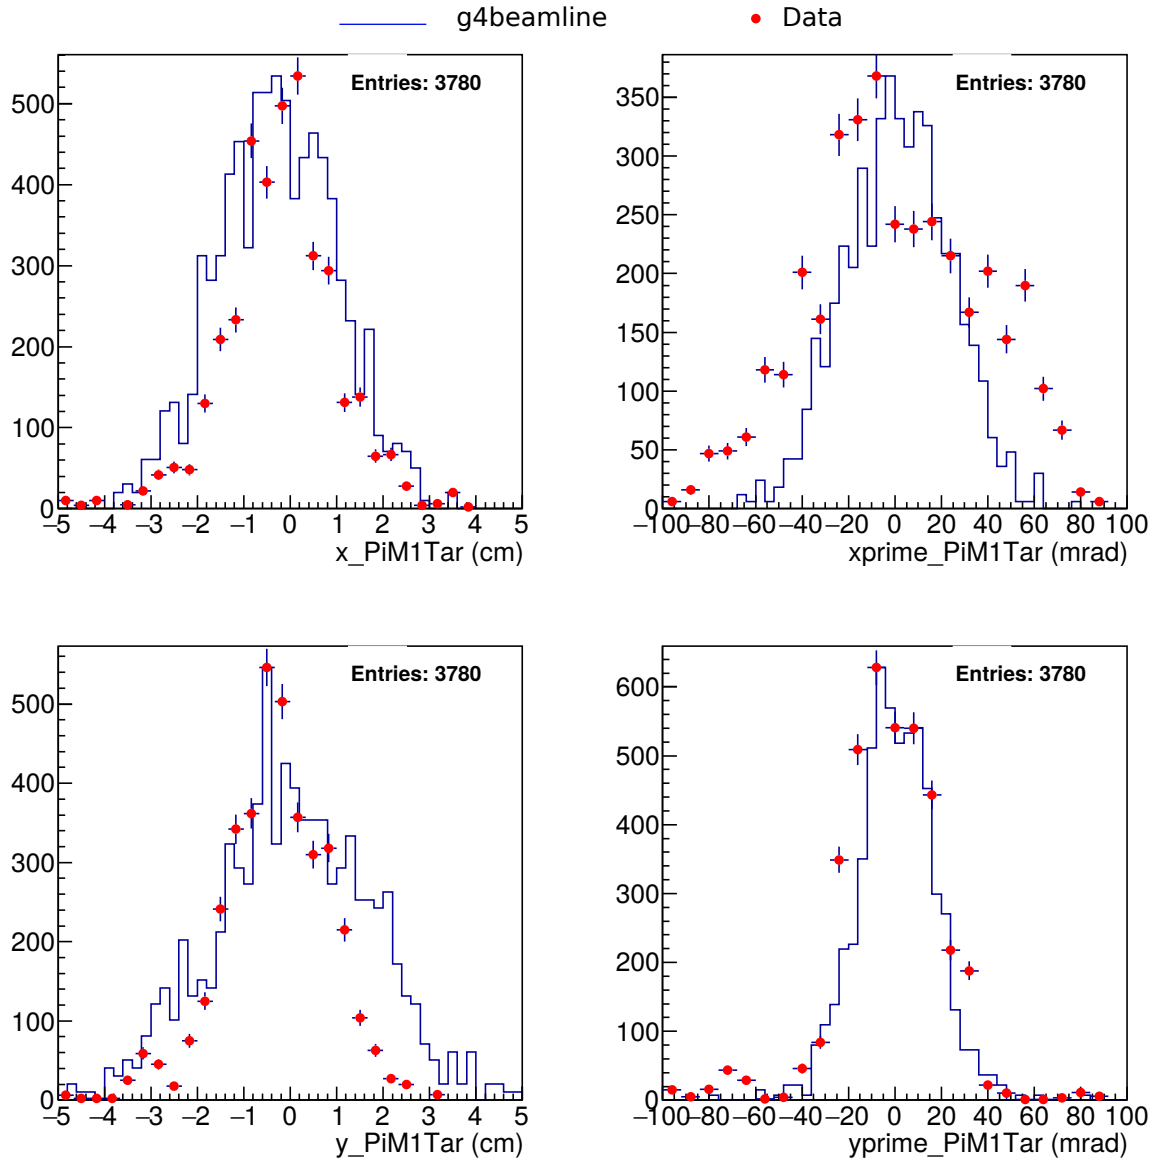 g4beamline Data
Entries: 3780
500
400
300
200
100
0
−5 −4 −3 −2 −1 0 1 2 3 4 5
x_PiM1Tar (cm)
Entries: 3780
350
300
250
200
150
100
50
0
−100 −80 −60 −40 −20 0 20 40 60 80 100
xprime_PiM1Tar (mrad)
Entries: 3780
500
400
300
200
100
0
−5 −4 −3 −2 −1 0 1 2 3 4 5
y_PiM1Tar (cm)
Entries: 3780
600
500
400
300
200
100
0
−100 −80 −60 −40 −20 0 20 40 60 80 100
yprime_PiM1Tar (mrad)